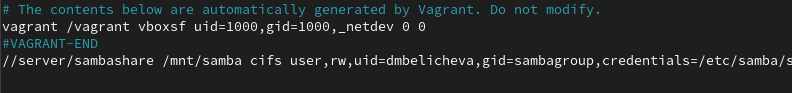 # The contents below are automatically generated by Vagrant. Do not modify.
vagrant /vagrant vboxsf uid=1000,gid=1000,_netdev 0 0
#VAGRANT-END
//server/sambashare /mnt/samba cifs user,rw,uid=dmbelicheva,gid=sambagroup,credentials=/etc/samba/s